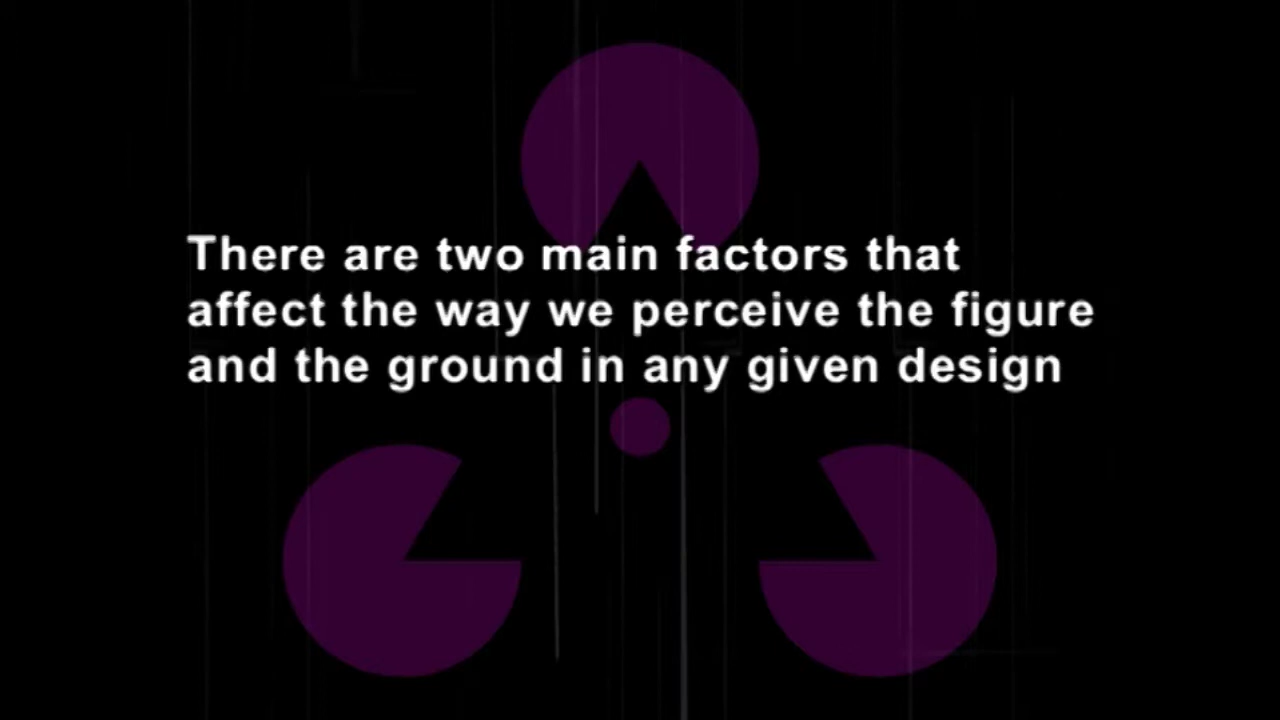 There are two main factors that
affect the way we perceive the figure
and the ground in any given design